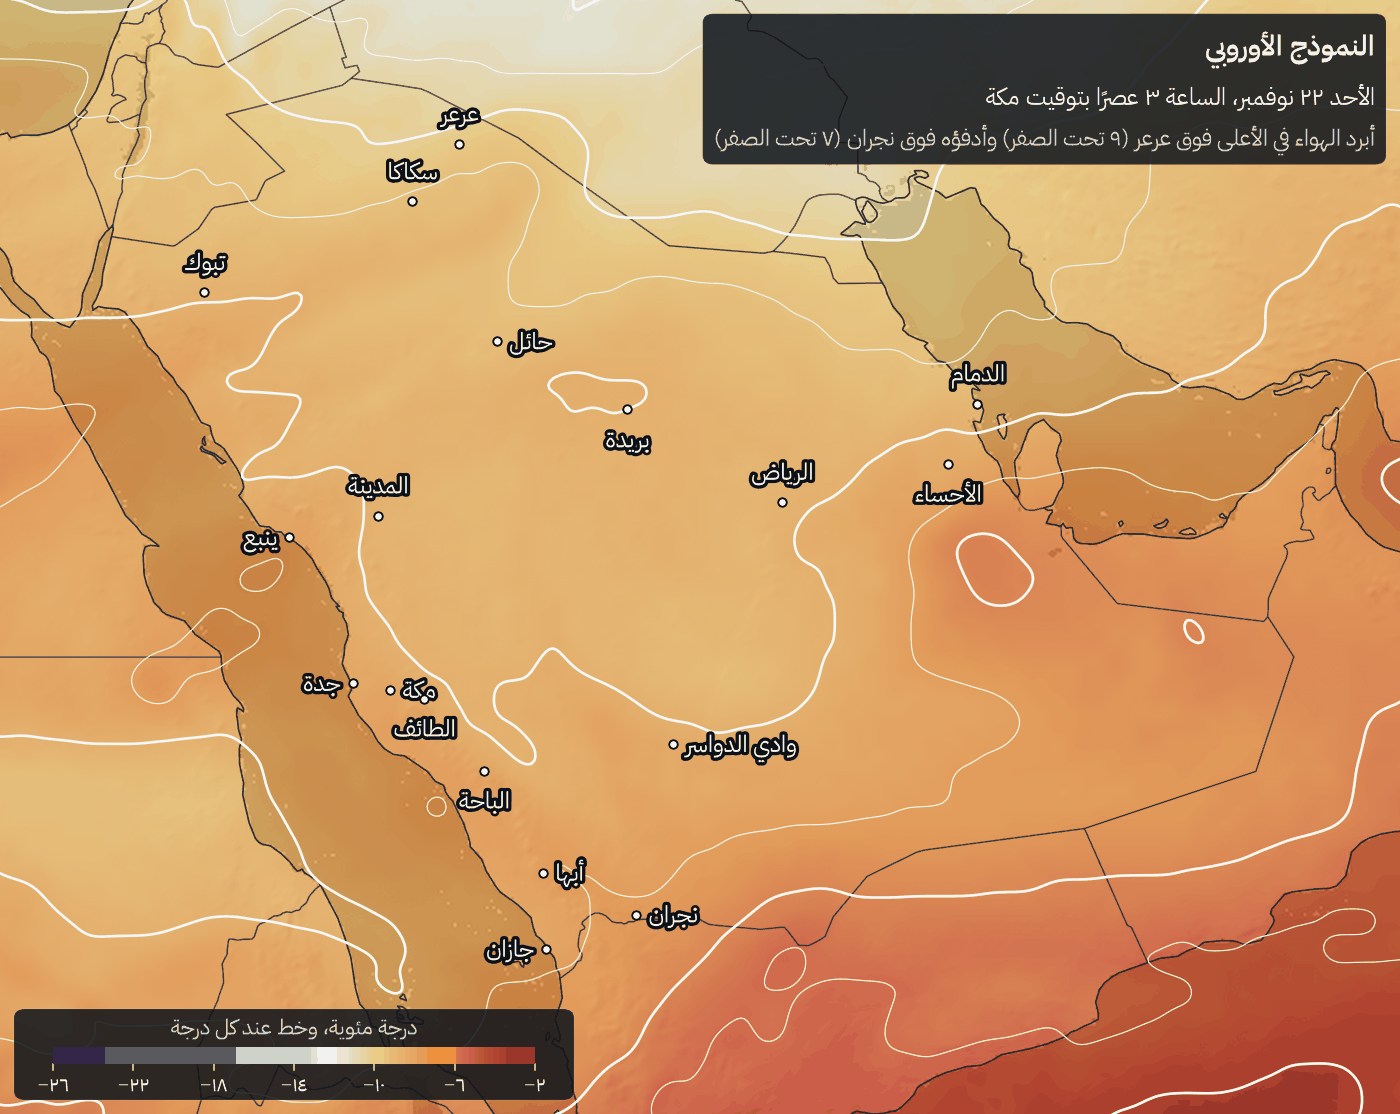 النموذج الأوروبي
الأحد ٢٢ نوفمبر، الساعة ٣ عصرًا بتوقيت مكة
أبرد الهواء في الأعلى فوق عرعر (٩ تحت الصفر) وأدفؤه فوق نجران (٧ تحت الصفر)
عرعر
سكاكا
تبوك
حائل
الدمام
بريدة
الرياض
المدينة
الأحساء
ينبع
جدة
مكة
الطائف
وادي الدواسر
الباحة
أبها
نجران
جازان
درجة مئوية، وخط عند كل درجة
−٢٦ −٢٢ −١٨ −١٤ −١٠ −٦ −٢